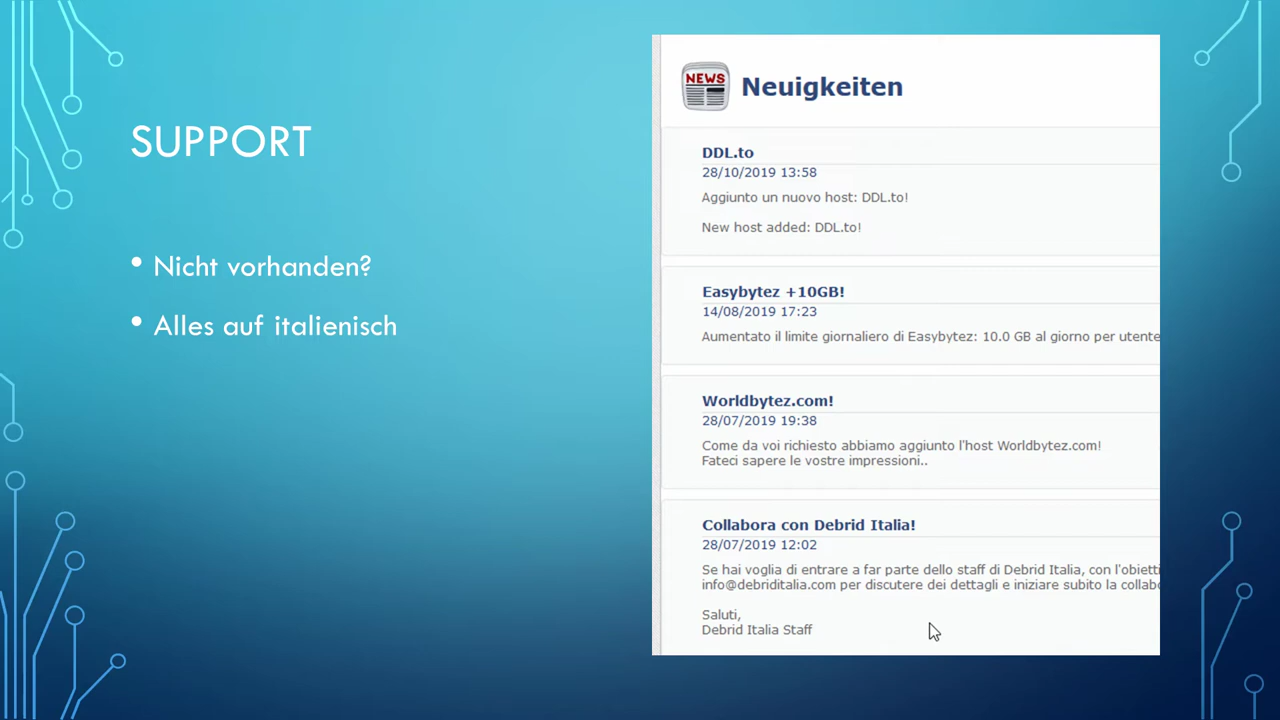 SUPPORT
• Nicht vorhanden?
• Alles auf italienisch
NEWS
Neuigkeiten
DDL.to
28/10/2019 13:58
Aggiunto un nuovo host: DDL.to!
New host added: DDL.to!
Easybytez +10GB!
14/08/2019 17:23
Aumentato il limite giornaliero di Easybytez: 10.0 GB al giorno per utente
Worldbytez.com!
28/07/2019 19:38
Come da voi richiesto abbiamo aggiunto l'host Worldbytez.com!
Fateci sapere le vostre impressioni..
Collabora con Debrid Italia!
28/07/2019 12:02
Se hai voglia di entrare a far parte dello staff di Debrid Italia, con l'obietti
info@debriditalia.com per discutere dei dettagli e iniziare subito la collabo
Saluti,
Debrid Italia Staff